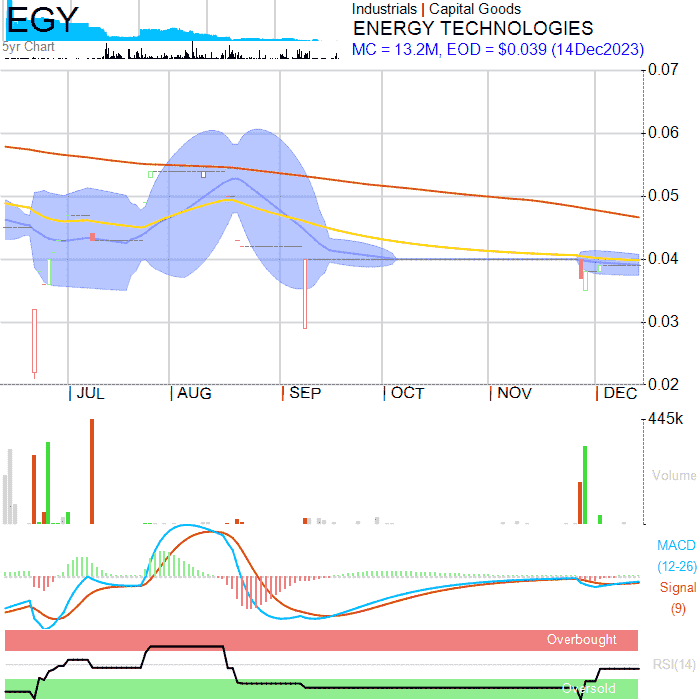 EGY
5yr Chart
Industrials | Capital Goods
ENERGY TECHNOLOGIES
MC = 13.2M, EOD = $0.039 (14Dec2023)
0.07
0.06
0.05
0.04
0.03
0.02
| JUL | AUG | SEP | OCT | NOV | DEC
445k
Volume
MACD
(12-26)
Signal
(9)
Overbought
RSI(14)
Oversold